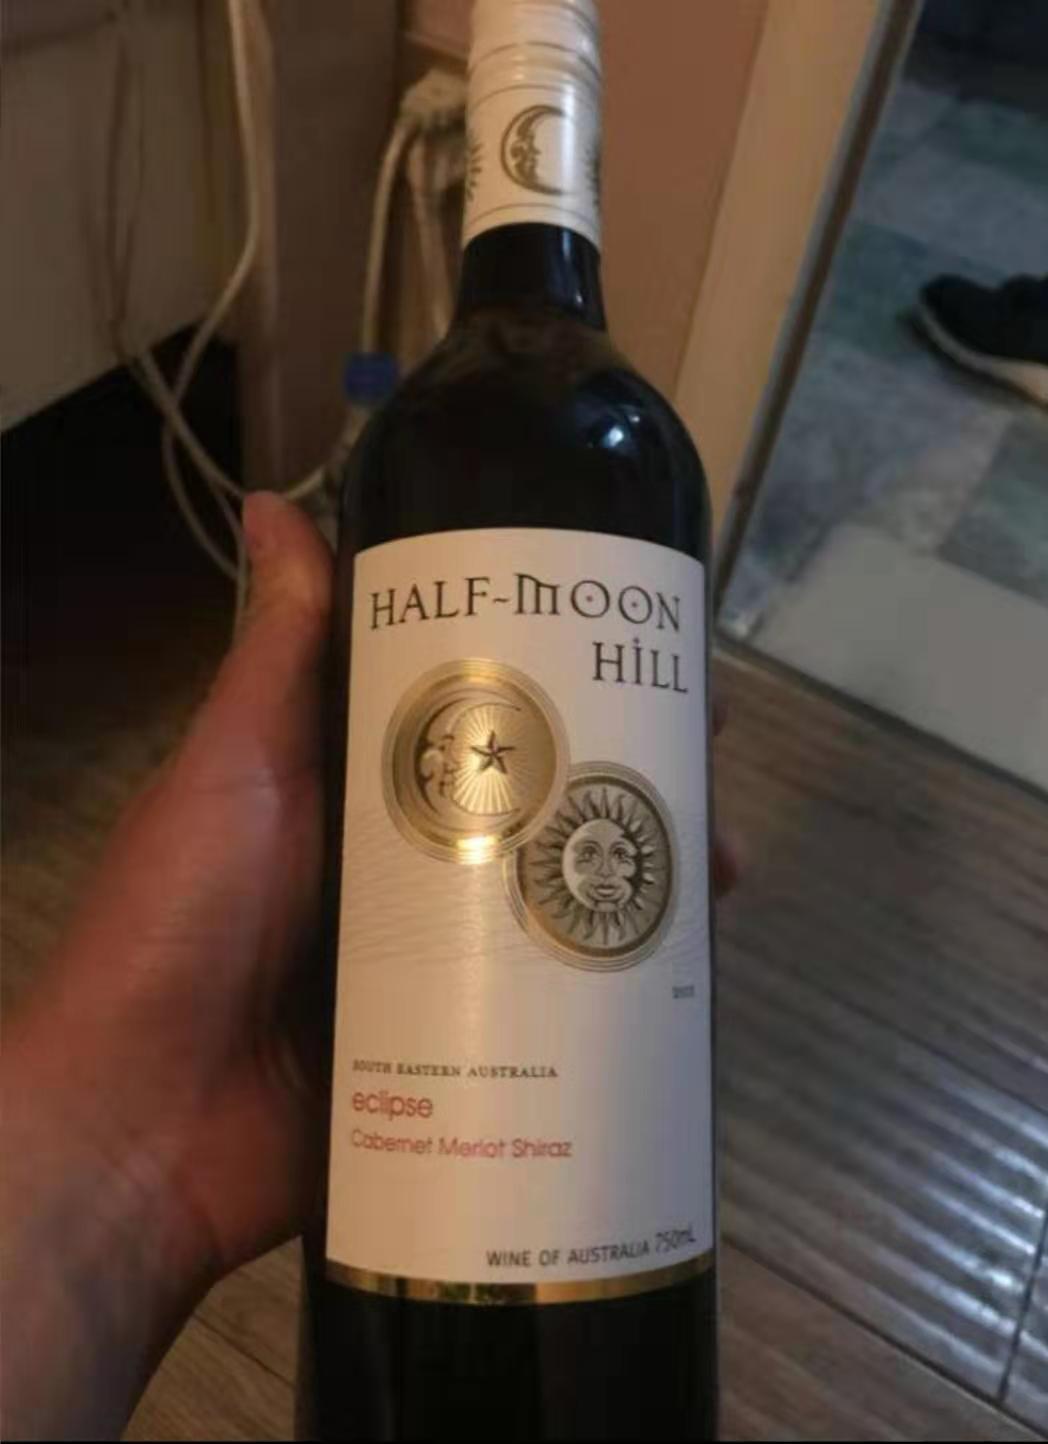 HALF~MOON
HILL
SOUTH EASTERN AUSTRALIA
eclipse
Cabernet Merlot Shiraz
WINE OF AUSTRALIA 750mL